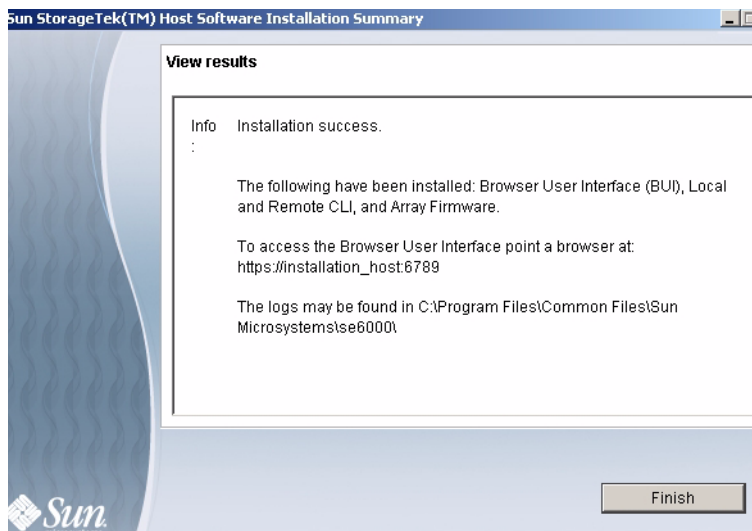 Sun StorageTek(TM) Host Software Installation Summary
View results
Info
:
Installation success.
The following have been installed: Browser User Interface (BUI), Local
and Remote CLI, and Array Firmware.
To access the Browser User Interface point a browser at:
https://installation_host:6789
The logs may be found in C:\Program Files\Common Files\Sun
Microsystems\se6000\
Finish
Sun